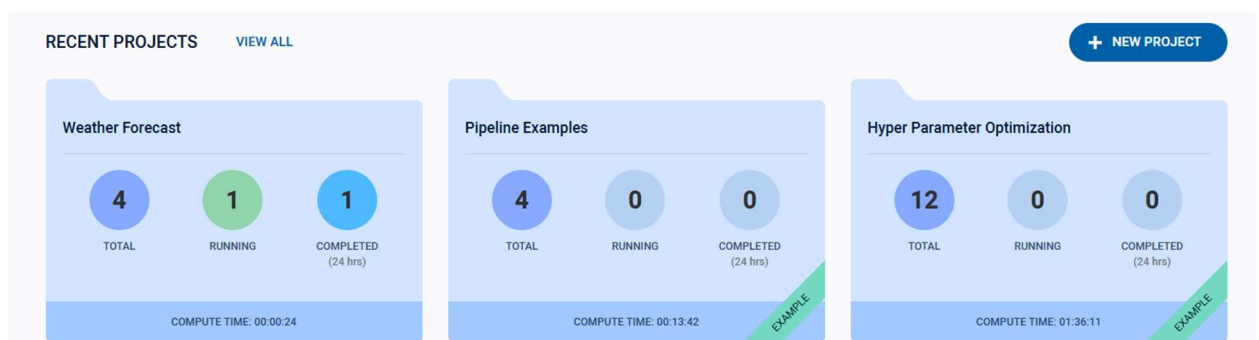 RECENT PROJECTS VIEW ALL
+ NEW PROJECT
Weather Forecast
4 1 1
TOTAL RUNNING COMPLETED
(24 hrs)
COMPUTE TIME: 00:00:24
Pipeline Examples
4 0 0
TOTAL RUNNING COMPLETED
(24 hrs)
COMPUTE TIME: 00:13:42
EXAMPLE
Hyper Parameter Optimization
12 0 0
TOTAL RUNNING COMPLETED
(24 hrs)
COMPUTE TIME: 01:36:11
EXAMPLE